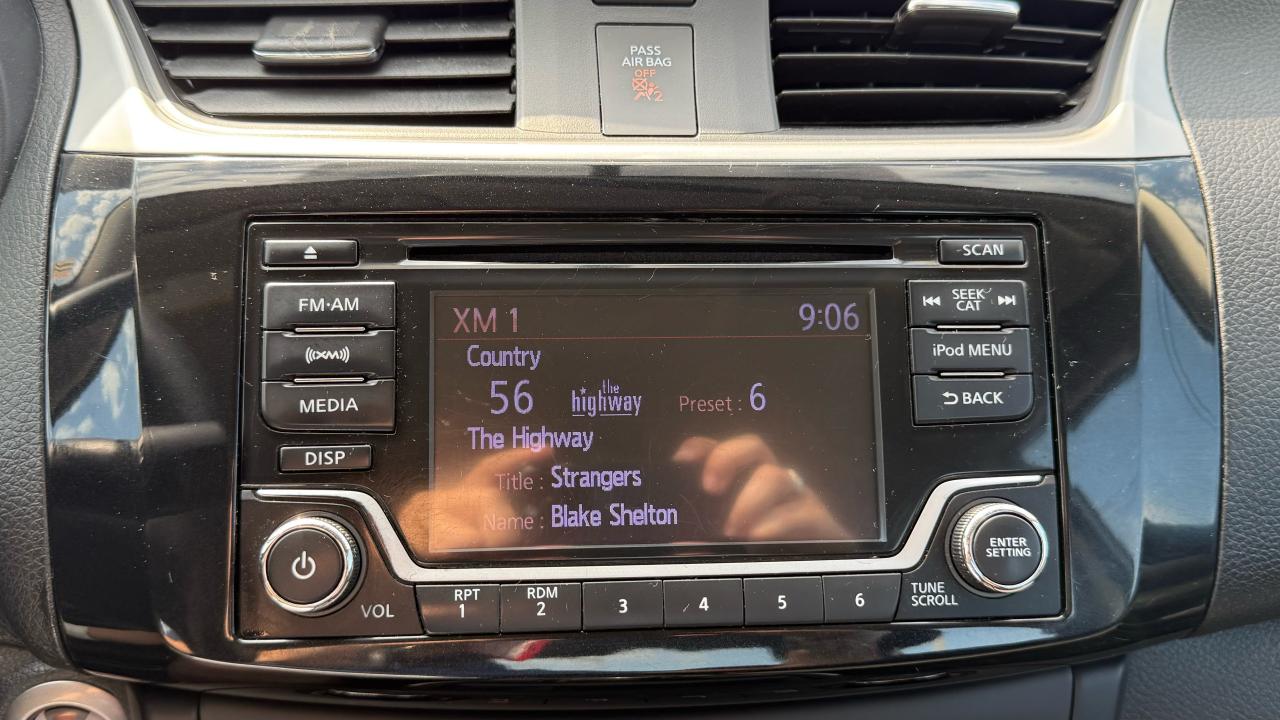 PASS
AIR BAG
OFF
2
SCAN
FM·AM
XM 1 9:06
SEEK
CAT
Country
((XM))
iPod MENU
56 the highway Preset : 6
MEDIA
BACK
The Highway
DISP
Title : Strangers
Name : Blake Shelton
ENTER
SETTING
VOL
RPT
1
RDM
2
3
4
5
6
TUNE
SCROLL